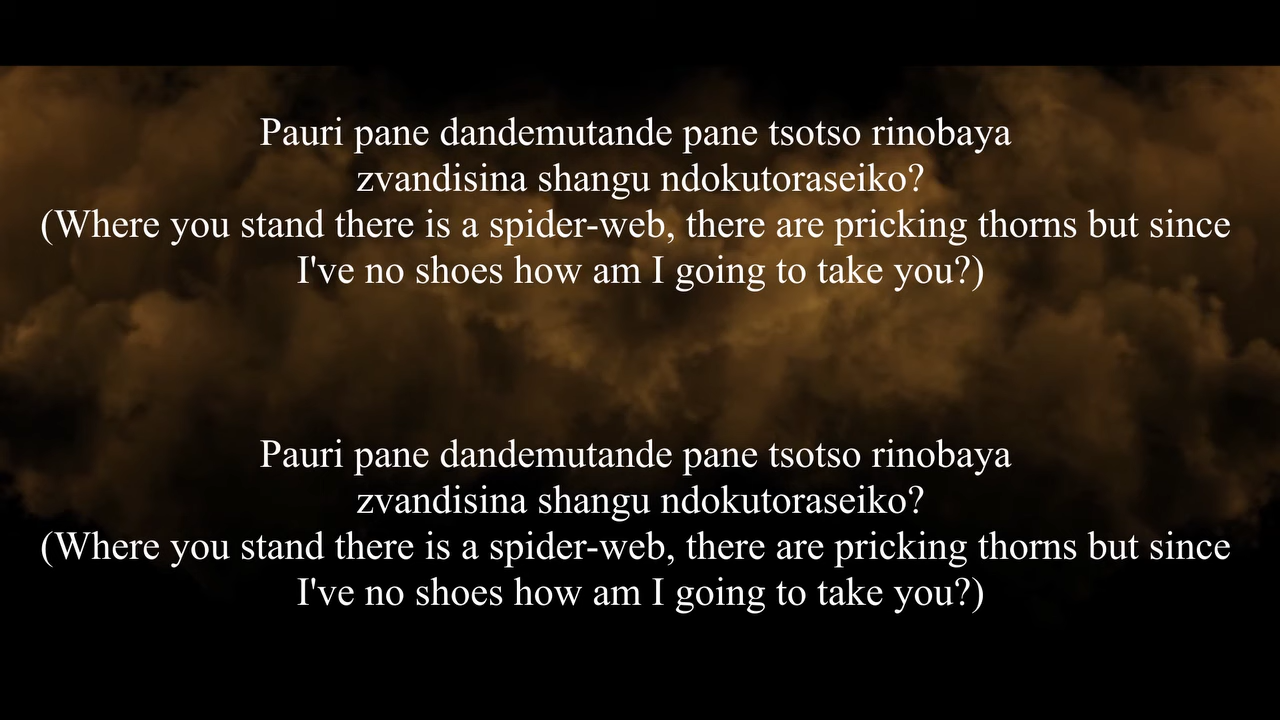 Pauri pane dandemutande pane tsotso rinobaya
zvandisina shangu ndokutoraseiko?
(Where you stand there is a spider-web, there are pricking thorns but since
I've no shoes how am I going to take you?)
Pauri pane dandemutande pane tsotso rinobaya
zvandisina shangu ndokutoraseiko?
(Where you stand there is a spider-web, there are pricking thorns but since
I've no shoes how am I going to take you?)